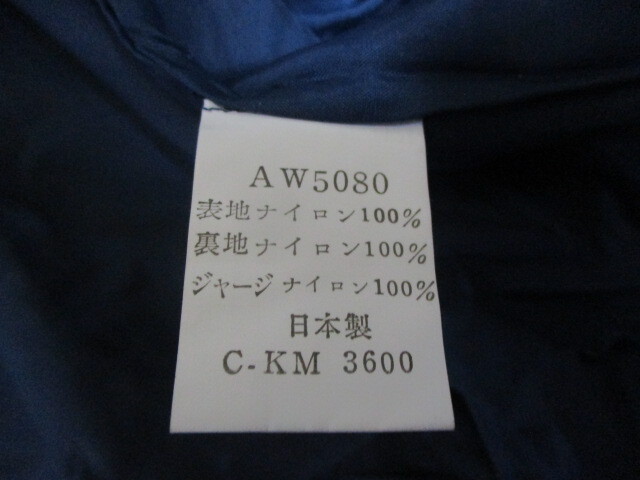 AW5080
表地ナイロン100%
裏地ナイロン100%
ジャージナイロン100%
日本製
C-KM 3600